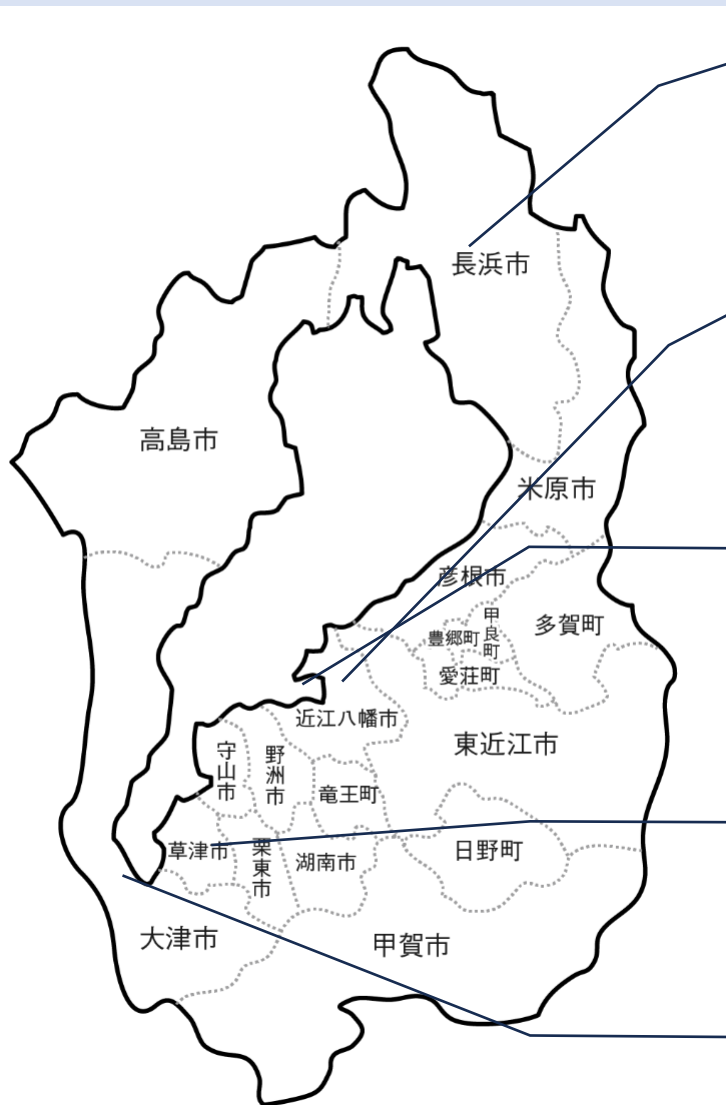 長浜市
高島市
米原市
彦根市
甲良町
多賀町
豊郷町
愛荘町
近江八幡市
東近江市
守山市
野洲市
竜王町
草津市
栗東市
湖南市
日野町
大津市
甲賀市